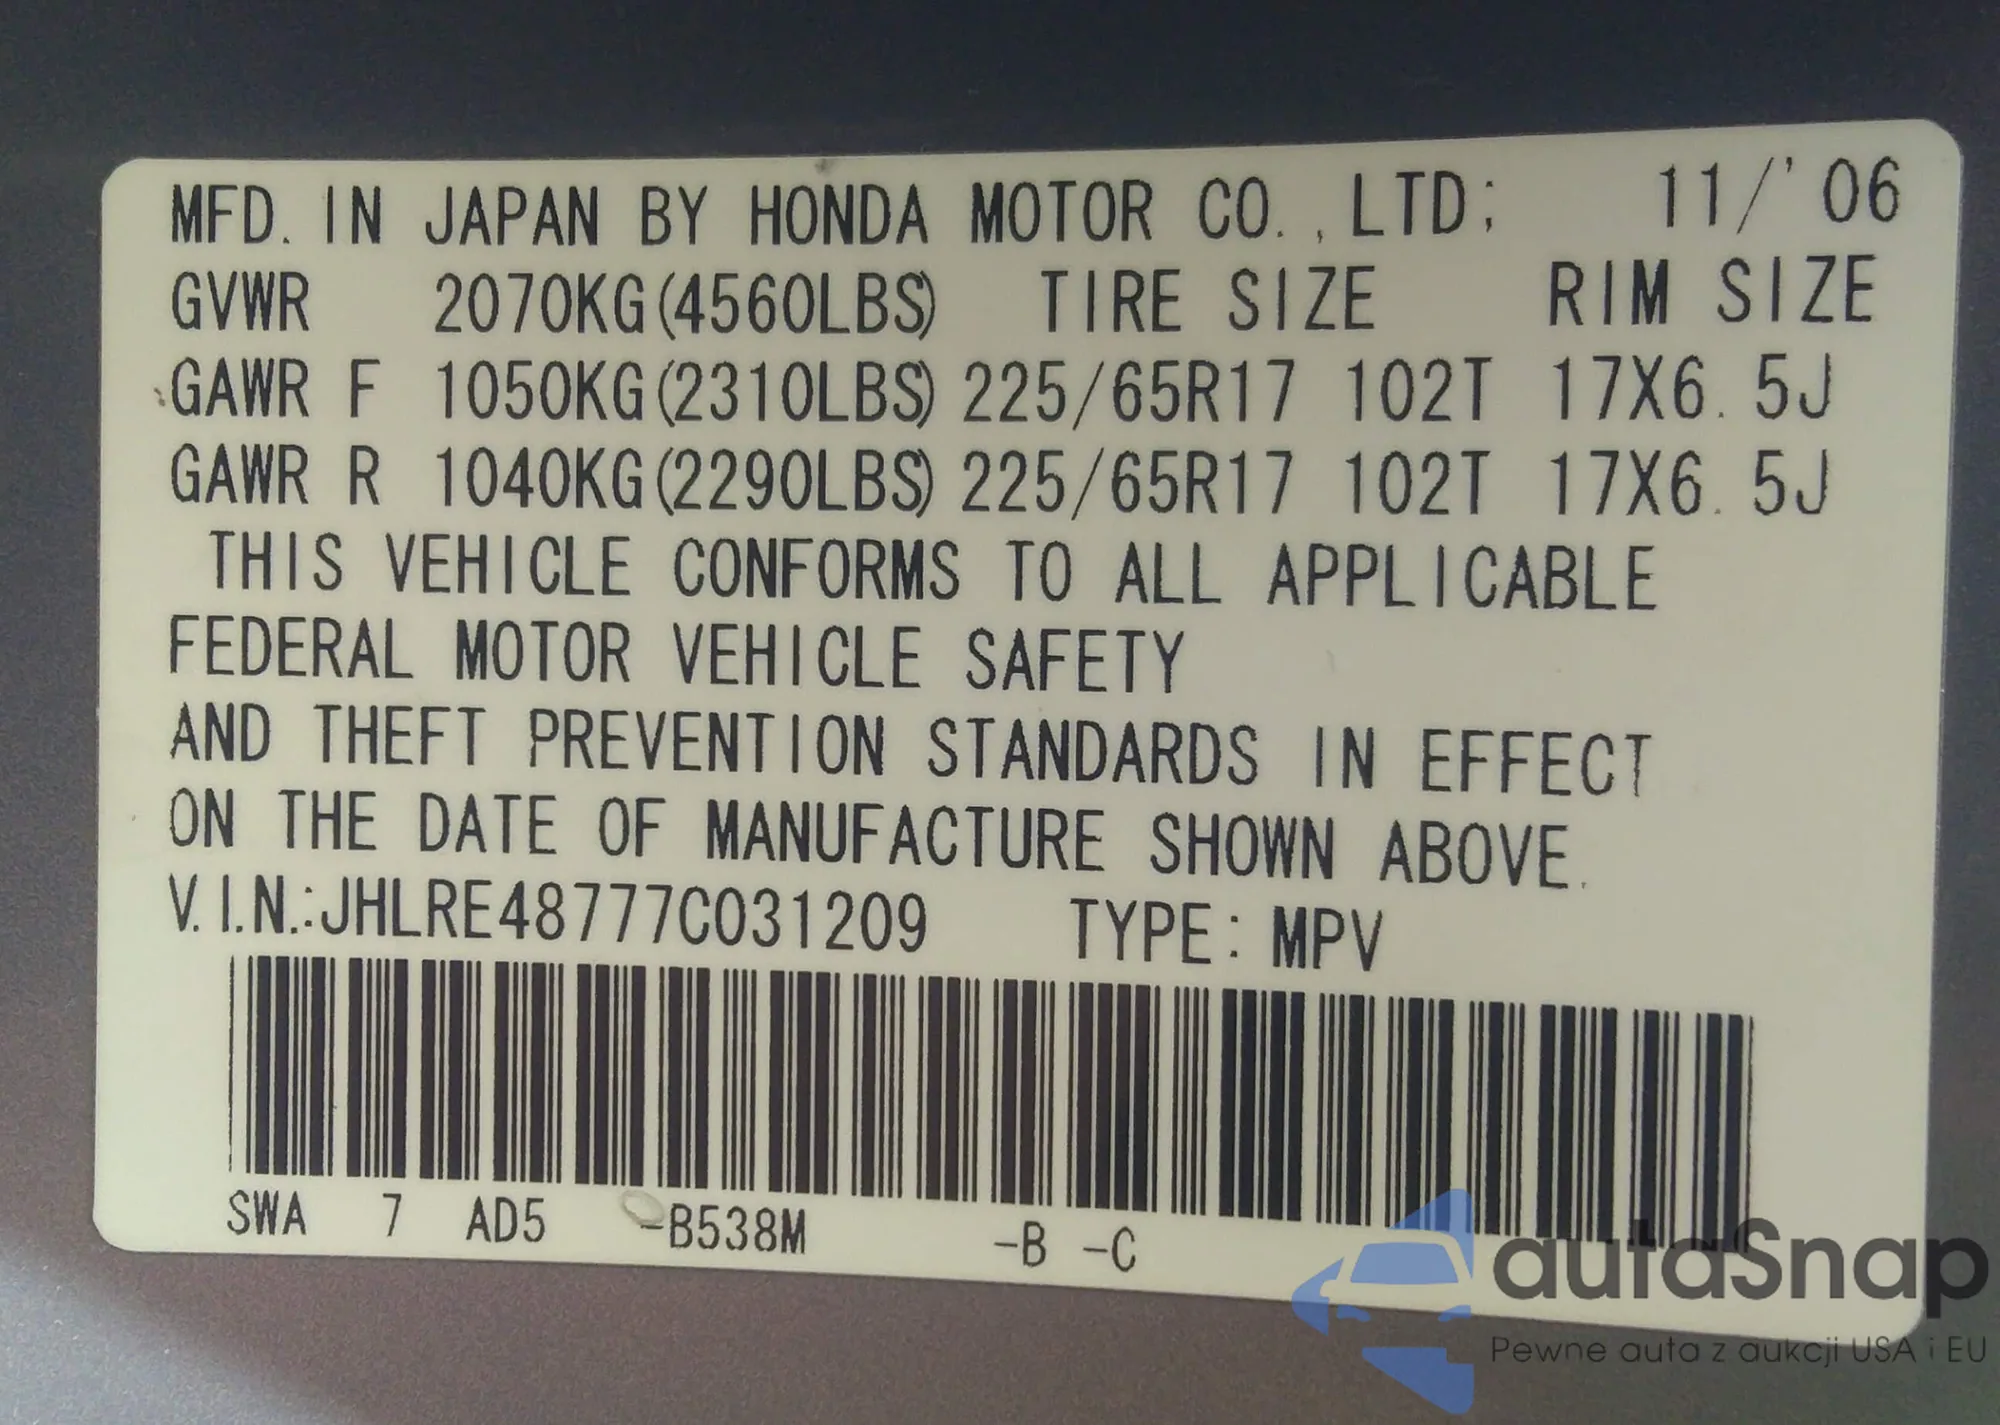 MFD. IN JAPAN BY HONDA MOTOR CO., LTD; 11/'06
GVWR 2070KG(4560LBS) TIRE SIZE RIM SIZE
GAWR F 1050KG(2310LBS) 225/65R17 102T 17X6.5J
GAWR R 1040KG(2290LBS) 225/65R17 102T 17X6.5J
THIS VEHICLE CONFORMS TO ALL APPLICABLE
FEDERAL MOTOR VEHICLE SAFETY
AND THEFT PREVENTION STANDARDS IN EFFECT
ON THE DATE OF MANUFACTURE SHOWN ABOVE.
V.I.N.:JHLRE48777C031209 TYPE: MPV
SWA 7 AD5 -B538M -B -C
autaSnap
Pewne auta z aukcji USA i EU